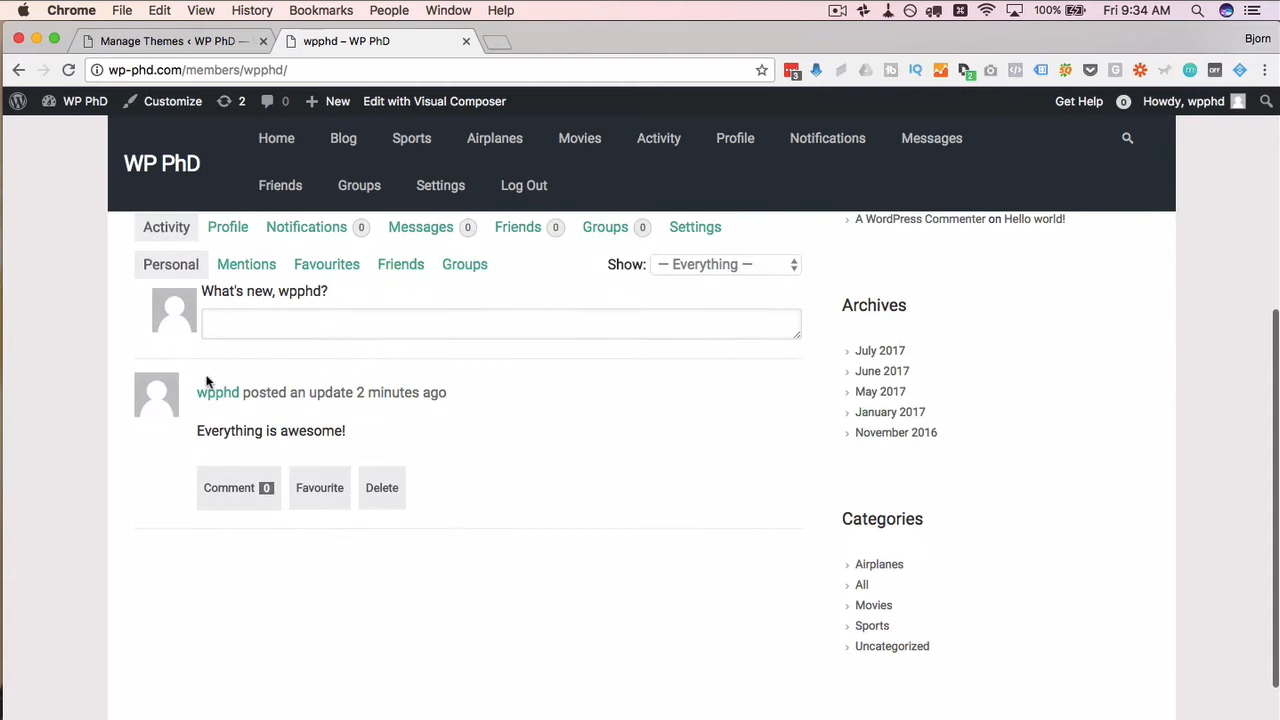 Chrome File Edit View History Bookmarks People Window Help 100% Fri 9:34 AM
Manage Themes ‹ WP PhD — wpphd – WP PhD Bjorn
wp-phd.com/members/wpphd/ 3 IQ 2 G m OFF
WP PhD Customize 2 0 New Edit with Visual Composer Get Help 0 Howdy, wpphd
Home Blog Sports Airplanes Movies Activity Profile Notifications Messages
WP PhD
Friends Groups Settings Log Out
Activity Profile Notifications 0 Messages 0 Friends 0 Groups 0 Settings
Personal Mentions Favourites Friends Groups Show: — Everything —
What's new, wpphd?
wpphd posted an update 2 minutes ago
Everything is awesome!
Comment 0 Favourite Delete
A WordPress Commenter on Hello world!
Archives
July 2017
June 2017
May 2017
January 2017
November 2016
Categories
Airplanes
All
Movies
Sports
Uncategorized